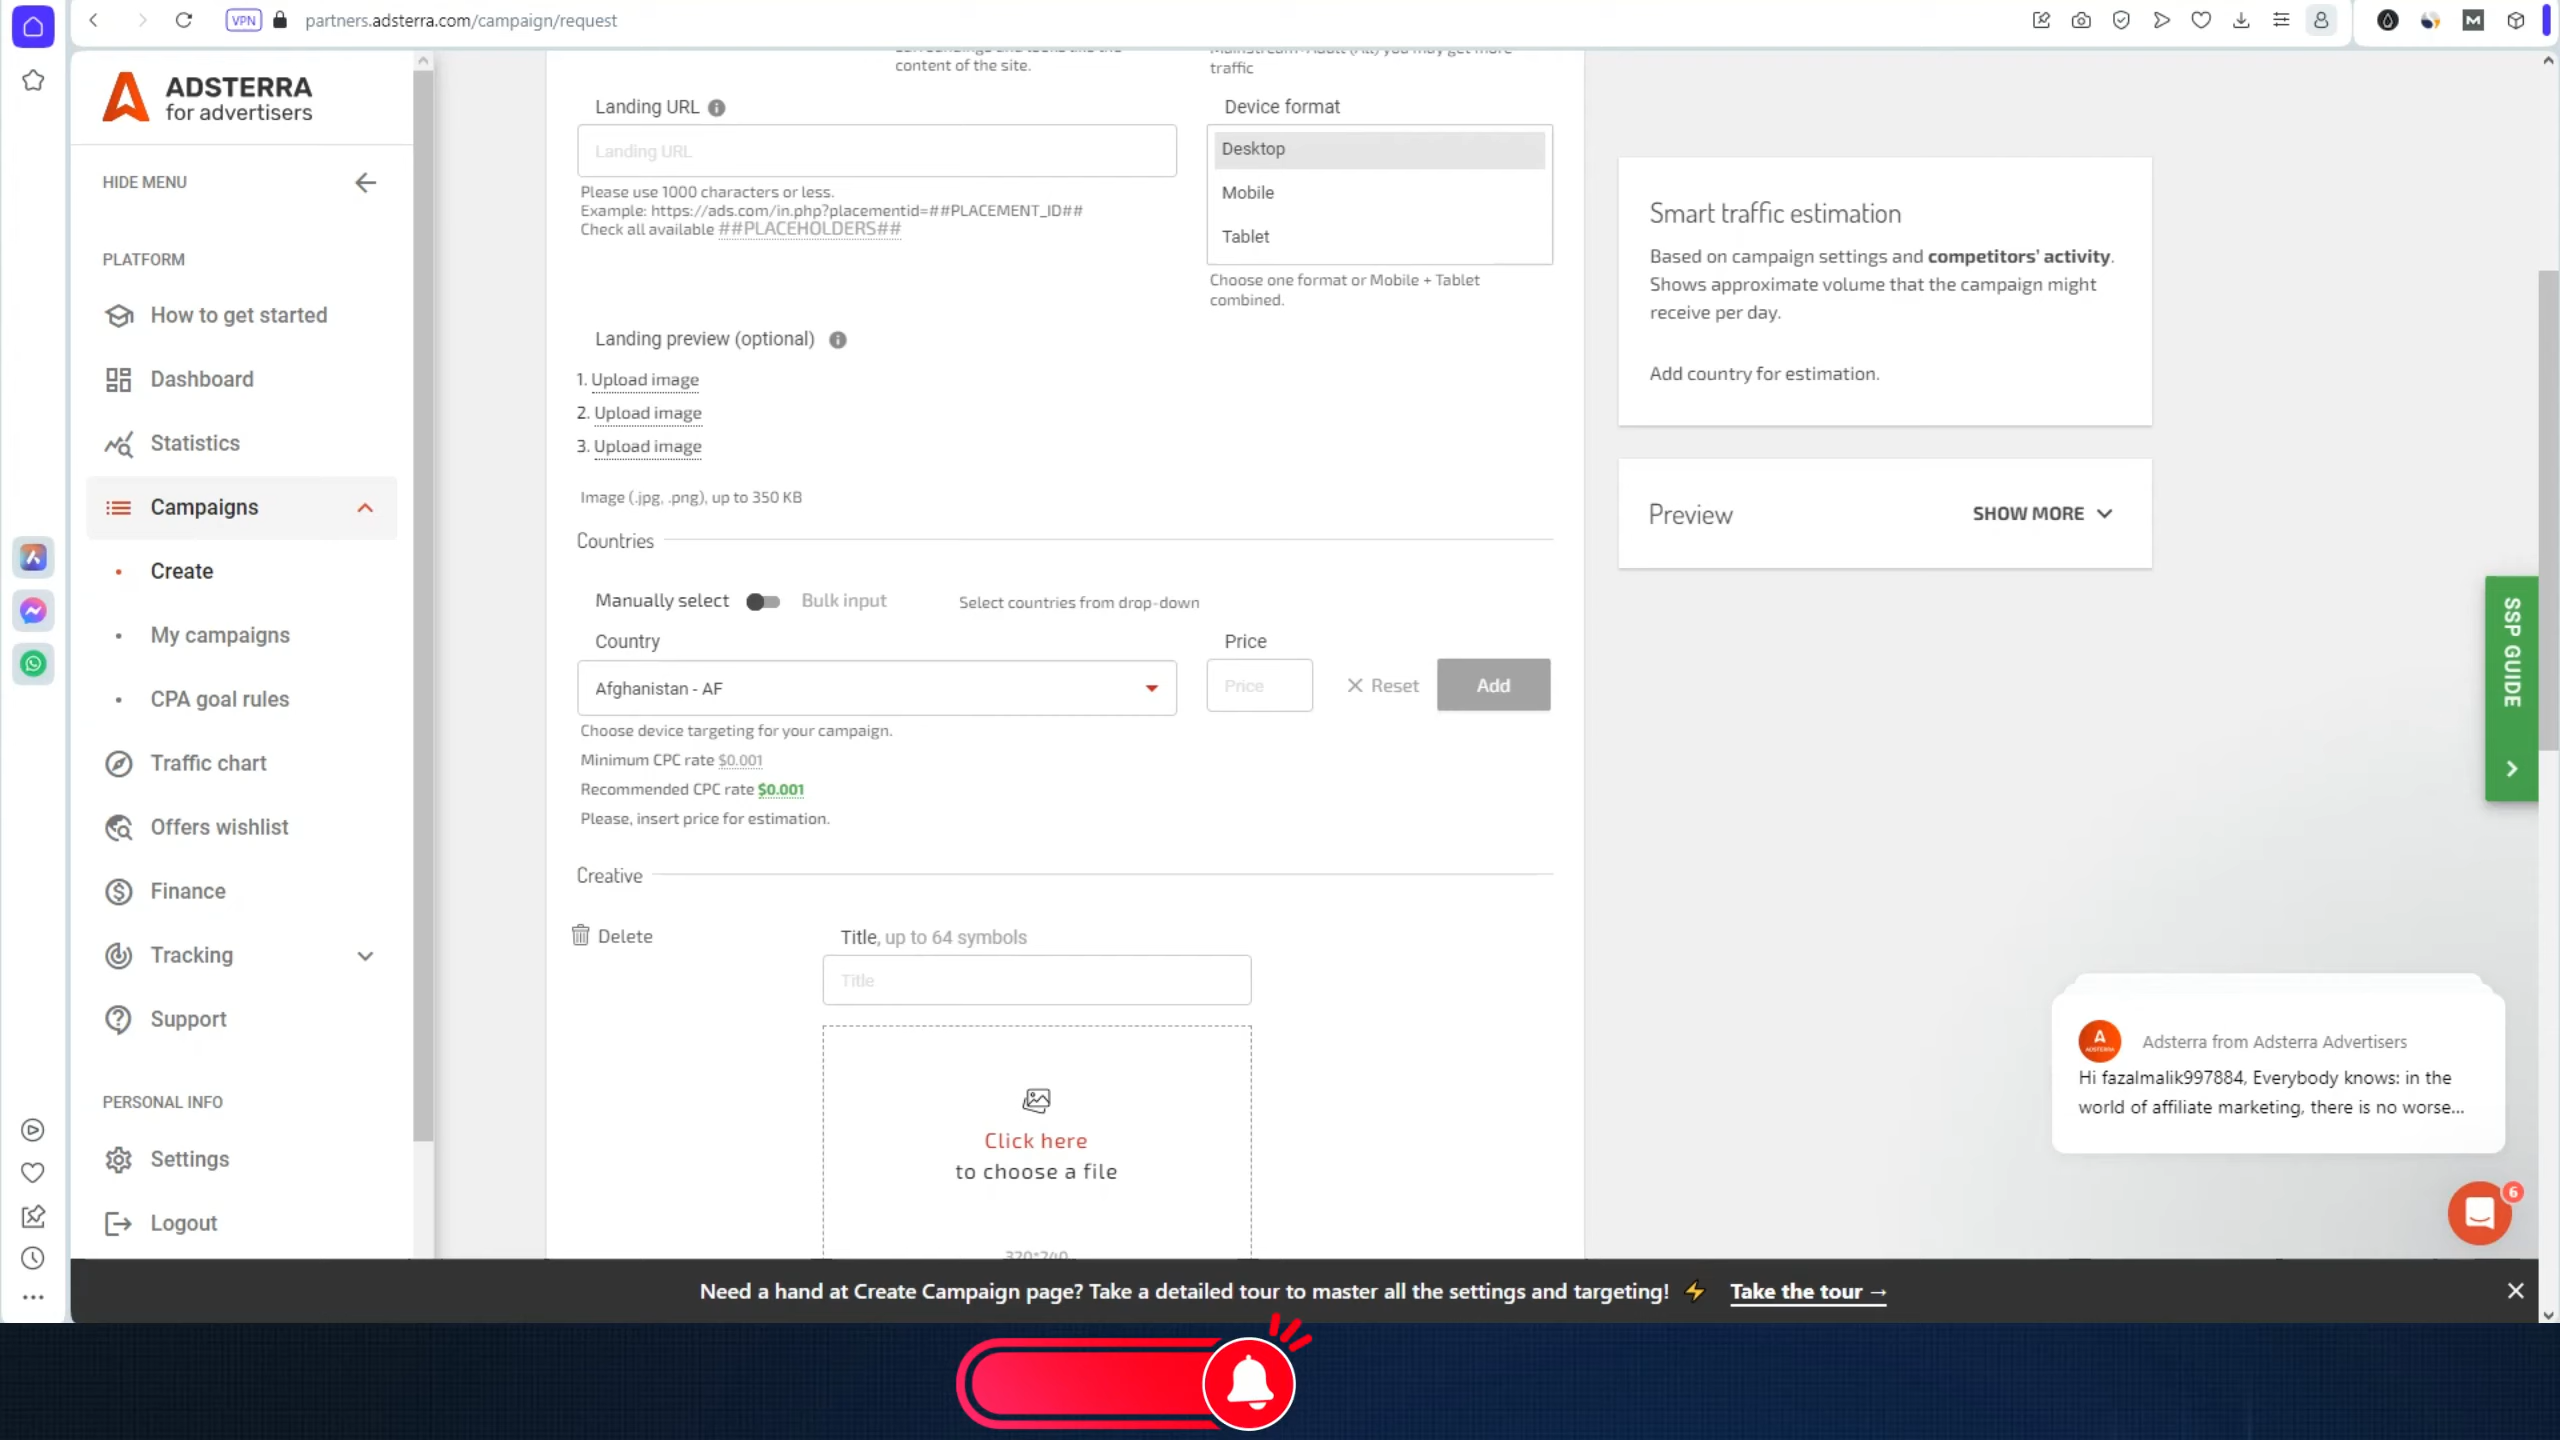 VPN
partners.adsterra.com/campaign/request
ADSTERRA
for advertisers
HIDE MENU
PLATFORM
How to get started
Dashboard
Statistics
Campaigns
Create
My campaigns
CPA goal rules
Traffic chart
Offers wishlist
Finance
Tracking
Support
PERSONAL INFO
Settings
Logout
content of the site.
traffic
Landing URL
Landing URL
Please use 1000 characters or less.
Example: https://ads.com/in.php?placementid=##PLACEMENT_ID##
Check all available ##PLACEHOLDERS##
Device format
Desktop
Mobile
Tablet
Choose one format or Mobile + Tablet
combined.
Landing preview (optional)
1. Upload image
2. Upload image
3. Upload image
Image (.jpg, .png), up to 350 KB
Countries
Manually select
Bulk input
Select countries from drop-down
Country
Price
Afghanistan - AF
Price
Reset
Add
Choose device targeting for your campaign.
Minimum CPC rate $0.001
Recommended CPC rate $0.001
Please, insert price for estimation.
Creative
Delete
Title, up to 64 symbols
Title
Click here
to choose a file
Smart traffic estimation
Based on campaign settings and competitors' activity.
Shows approximate volume that the campaign might
receive per day.
Add country for estimation.
Preview
SHOW MORE
SSP GUIDE
A
Adsterra from Adsterra Advertisers
Hi fazalmalik997884, Everybody knows: in the
world of affiliate marketing, there is no worse...
6
Need a hand at Create Campaign page? Take a detailed tour to master all the settings and targeting! ⚡ Take the tour →